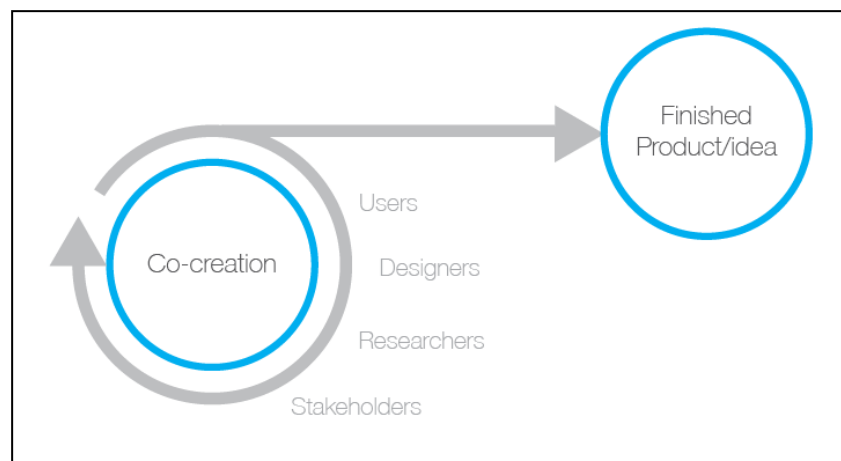 Finished
Product/idea
Users
Co-creation
Designers
Researchers
Stakeholders